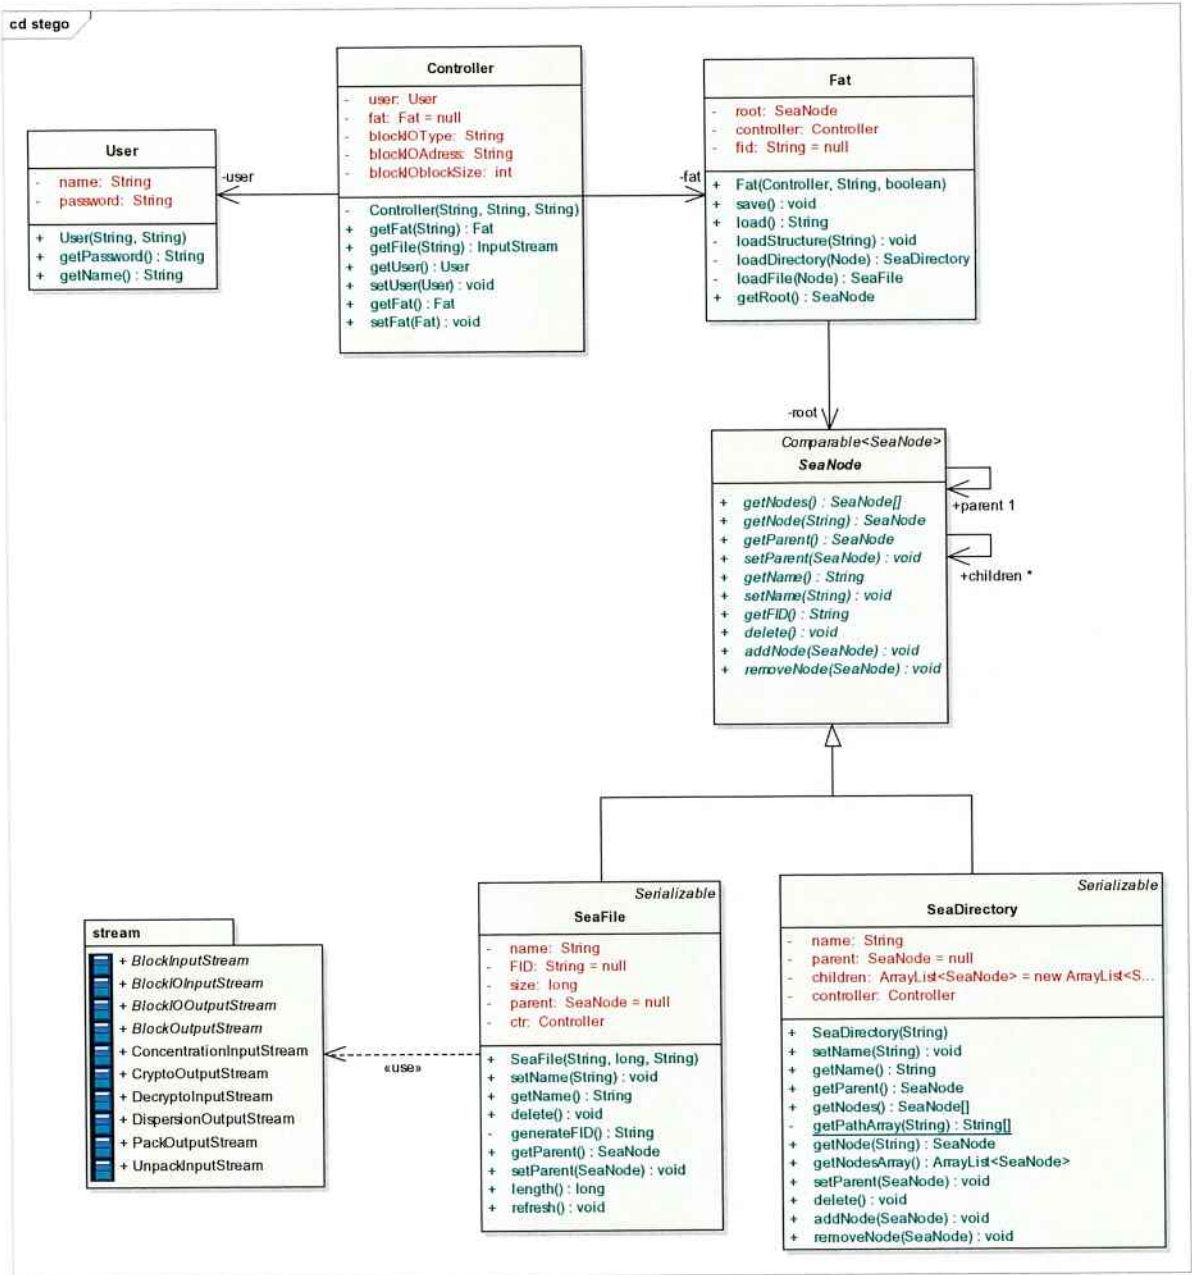 cd stego
Controller
- user: User
- fat: Fat = null
- blockIOType: String
- blockIOAdress: String
- blockIOblockSize: int
- Controller(String, String, String)
+ getFat(String) : Fat
+ getFile(String) : InputStream
+ getUser() : User
+ setUser(User) : void
+ getFat() : Fat
+ setFat(Fat) : void
Fat
- root: SeaNode
- controller: Controller
- fid: String = null
+ Fat(Controller, String, boolean)
+ save() : void
+ load() : String
- loadStructure(String) : void
- loadDirectory(Node) : SeaDirectory
- loadFile(Node) : SeaFile
+ getRoot() : SeaNode
User
- name: String
- password: String
+ User(String, String)
+ getPassword() : String
+ getName() : String
-user
-fat
-root
Comparable<SeaNode>
SeaNode
+ getNodes() : SeaNode[]
+ getNode(String) : SeaNode
+ getParent() : SeaNode
+ setParent(SeaNode) : void
+ getName() : String
+ setName(String) : void
+ getFID() : String
+ delete() : void
+ addNode(SeaNode) : void
+ removeNode(SeaNode) : void
+parent 1
+children *
Serializable
SeaFile
- name: String
- FID: String = null
- size: long
- parent: SeaNode = null
- ctr: Controller
+ SeaFile(String, long, String)
+ setName(String) : void
+ getName() : String
+ delete() : void
- generateFID() : String
+ getParent() : SeaNode
+ setParent(SeaNode) : void
+ length() : long
+ refresh() : void
Serializable
SeaDirectory
- name: String
- parent: SeaNode = null
- children: ArrayList<SeaNode> = new ArrayList<S...
- controller: Controller
+ SeaDirectory(String)
+ setName(String) : void
+ getName() : String
+ getParent() : SeaNode
+ getNodes() : SeaNode[]
- getPathArray(String) : String[]
+ getNode(String) : SeaNode
+ getNodesArray() : ArrayList<SeaNode>
+ setParent(SeaNode) : void
+ delete() : void
+ addNode(SeaNode) : void
+ removeNode(SeaNode) : void
stream
+ BlockInputStream
+ BlockIOInputStream
+ BlockIOOutputStream
+ BlockOutputStream
+ ConcentrationInputStream
+ CryptoOutputStream
+ DecryptoInputStream
+ DispersionOutputStream
+ PackOutputStream
+ UnpackInputStream
«use»